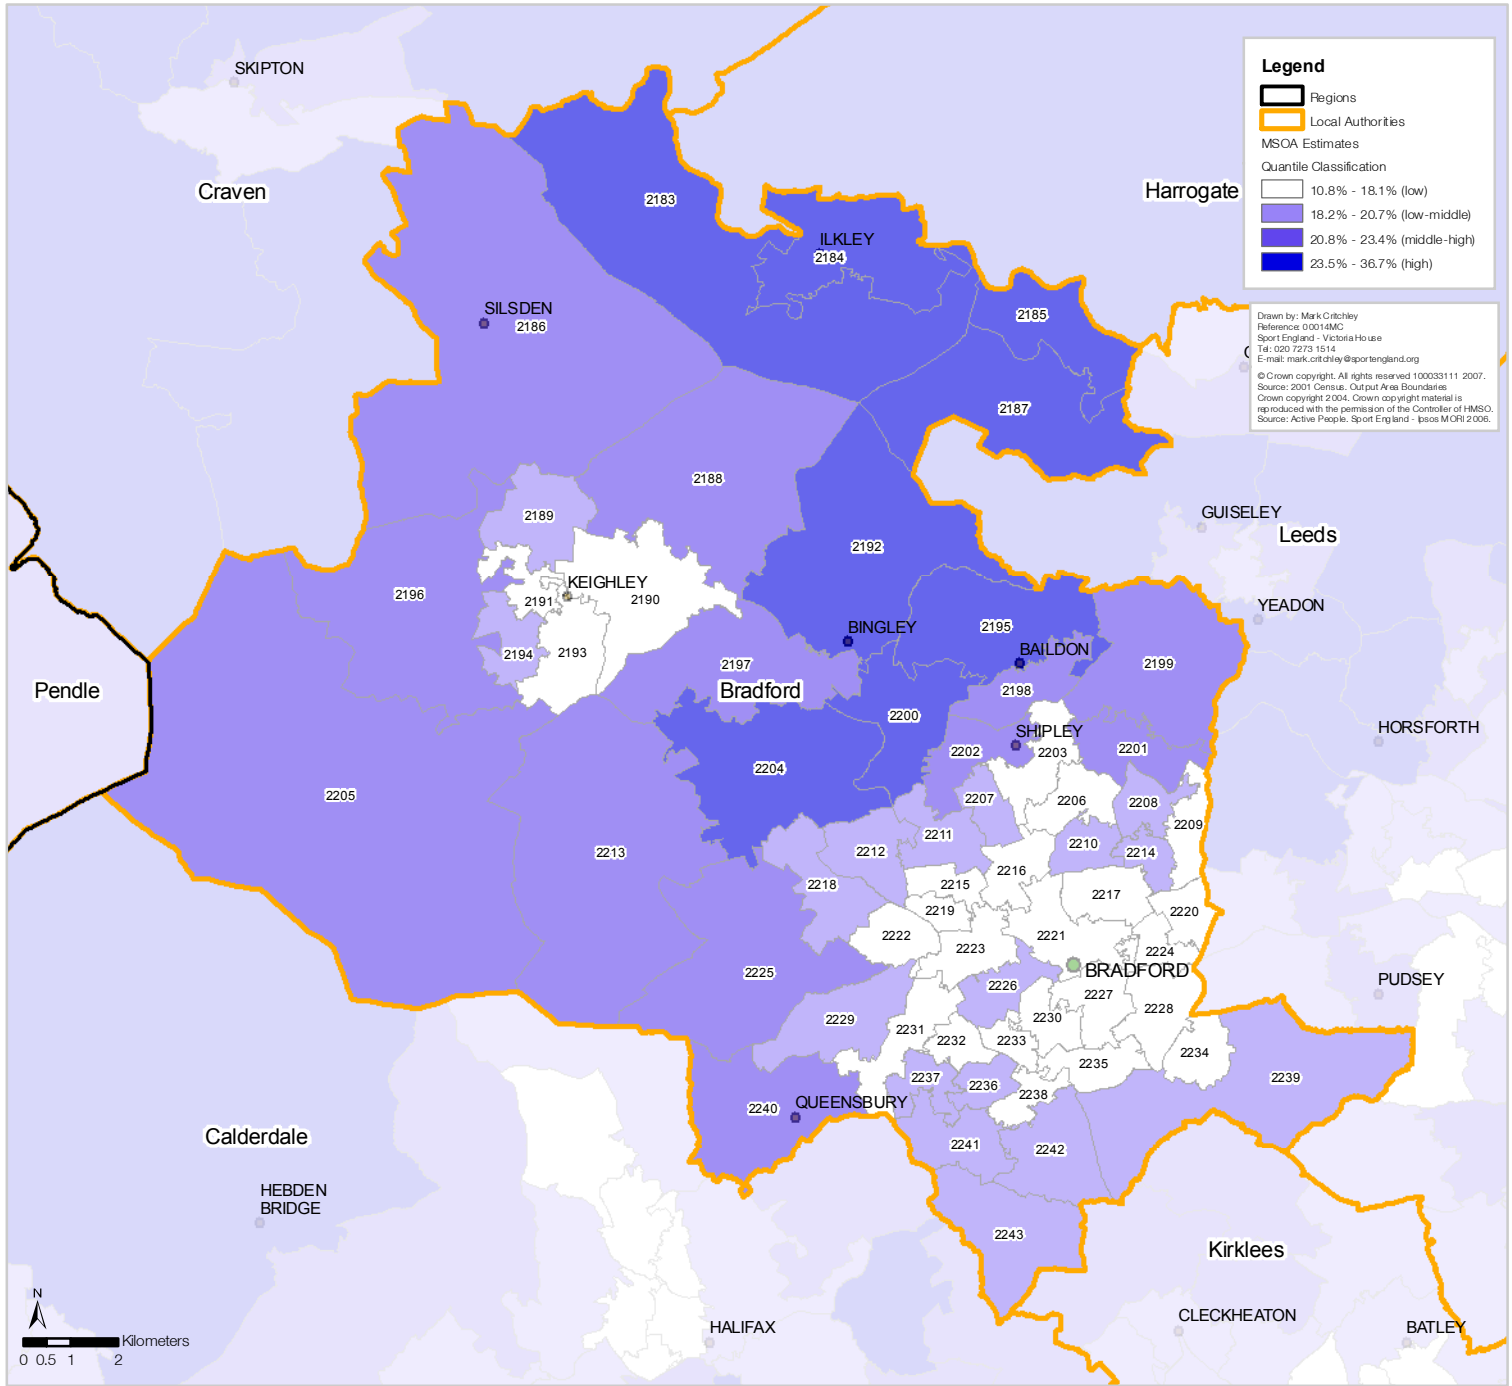 SKIPTON
Craven
2183
Harrogate
ILKLEY
2184
Legend
Regions
Local Authorities
MSOA Estimates
Quantile Classification
10.8% - 18.1% (low)
18.2% - 20.7% (low-middle)
20.8% - 23.4% (middle-high)
23.5% - 36.7% (high)
Drawn by: Mark Critchley
Reference: 00014MC
Sport England - Victoria House
Tel: 020 7273 1514
E-mail: mark.critchley@sportengland.org
© Crown copyright. All rights reserved 100033111 2007.
Source: 2001 Census. Output Area Boundaries
Crown copyright 2004. Crown copyright material is
reproduced with the permission of the Controller of HMSO.
Source: Active People. Sport England - Ipsos MORI 2006.
SILSDEN
2186
2185
2187
2188
2189
GUISELEY
Leeds
2192
KEIGHLEY
2196
2191
2190
YEADON
BINGLEY
2195
BAILDON
2194
2193
2197
2199
Pendle
Bradford
2198
2200
HORSFORTH
SHIPLEY
2202
2203
2201
2204
2205
2207
2206
2208
2209
2211
2210
2213
2212
2214
2216
2218
2215
2217
2219
2220
2222
2221
2223
2224
BRADFORD
2225
2226
PUDSEY
2227
2228
2229
2230
2231
2232
2233
2234
2235
2237
2236
2239
2238
QUEENSBURY
2240
Calderdale
2241
2242
HEBDEN
BRIDGE
2243
Kirklees
N
CLECKHEATON
HALIFAX
BATLEY
Kilometers
0 0.5 1 2